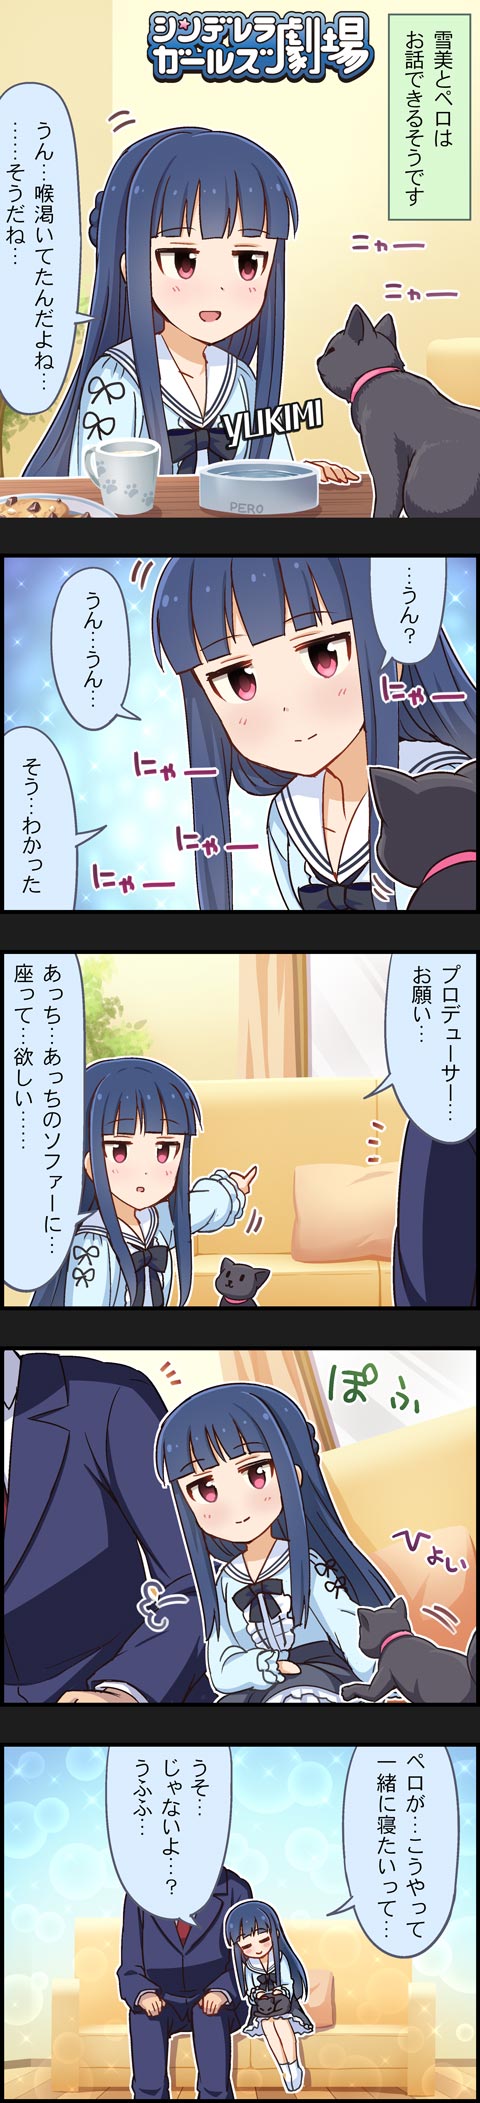 シンデレラ
ガールズ劇場
雪美とペロは
お話できるそうです
ニャー
ニャー
うん…喉渇いてたんだよね…
……そうだね…
YUKIMI
PERO
…うん?
うん…うん…
にゃー
にゃー
にゃー
にゃー
そう…わかった
プロデューサー…
お願い…
あっち…あっちのソファーに…
座って…欲しい……
ぽふ
ひょい
ペロが…こうやって
一緒に寝たいって…
うそ…
じゃないよ…?
うふふ…